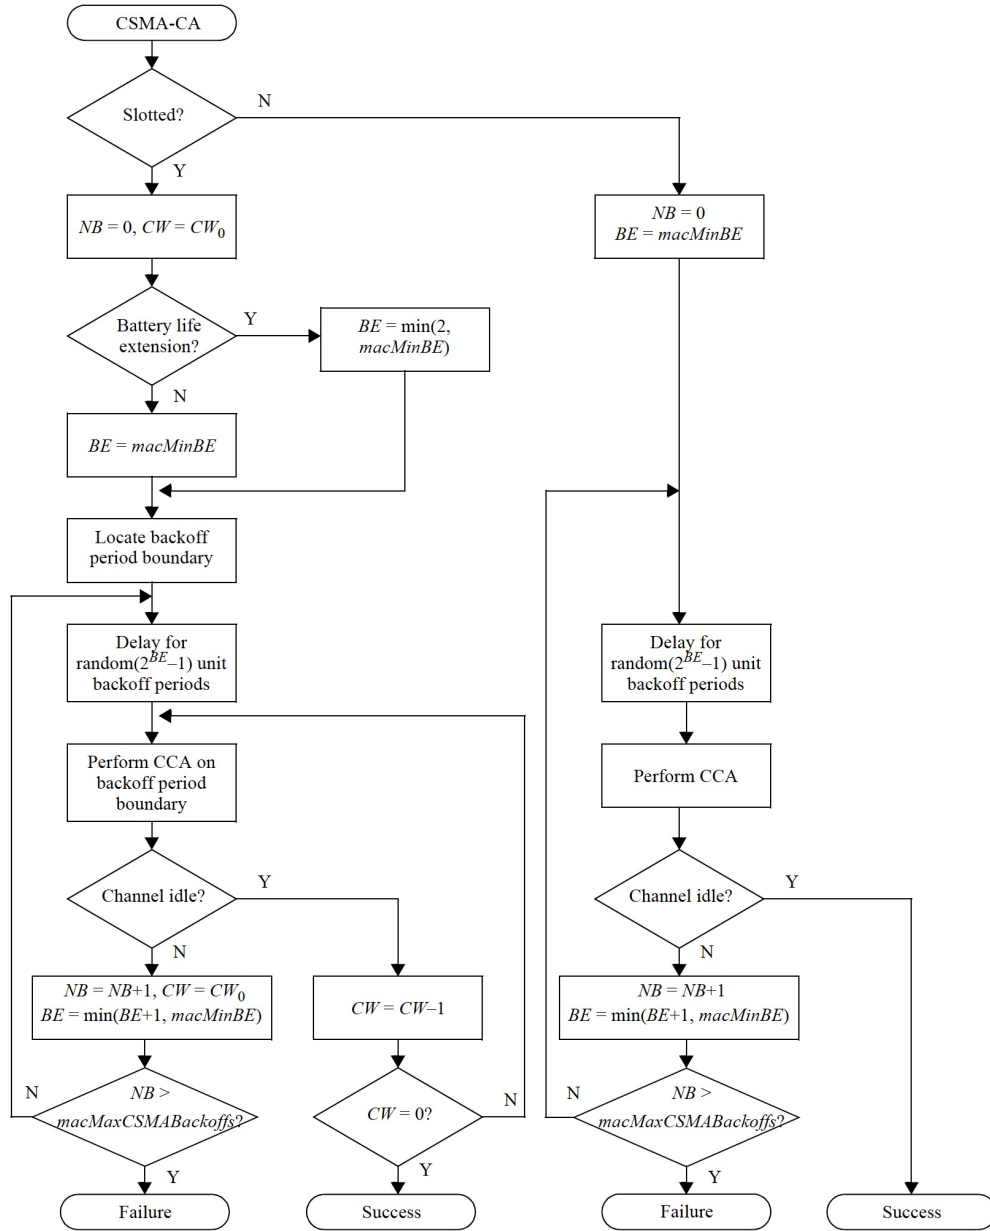 CSMA-CA
Slotted?
N
Y
NB = 0, CW = CW₀
NB = 0
BE = macMinBE
Battery life
extension?
Y
BE = min(2,
macMinBE)
N
BE = macMinBE
Locate backoff
period boundary
Delay for
random(2^BE–1) unit
backoff periods
Delay for
random(2^BE–1) unit
backoff periods
Perform CCA on
backoff period
boundary
Perform CCA
Channel idle?
Y
N
Channel idle?
Y
N
NB = NB+1, CW = CW₀
BE = min(BE+1, macMinBE)
CW = CW–1
NB = NB+1
BE = min(BE+1, macMinBE)
N
NB >
macMaxCSMABackoffs?
Y
CW = 0?
N
Y
N
NB >
macMaxCSMABackoffs?
Y
Failure
Success
Failure
Success